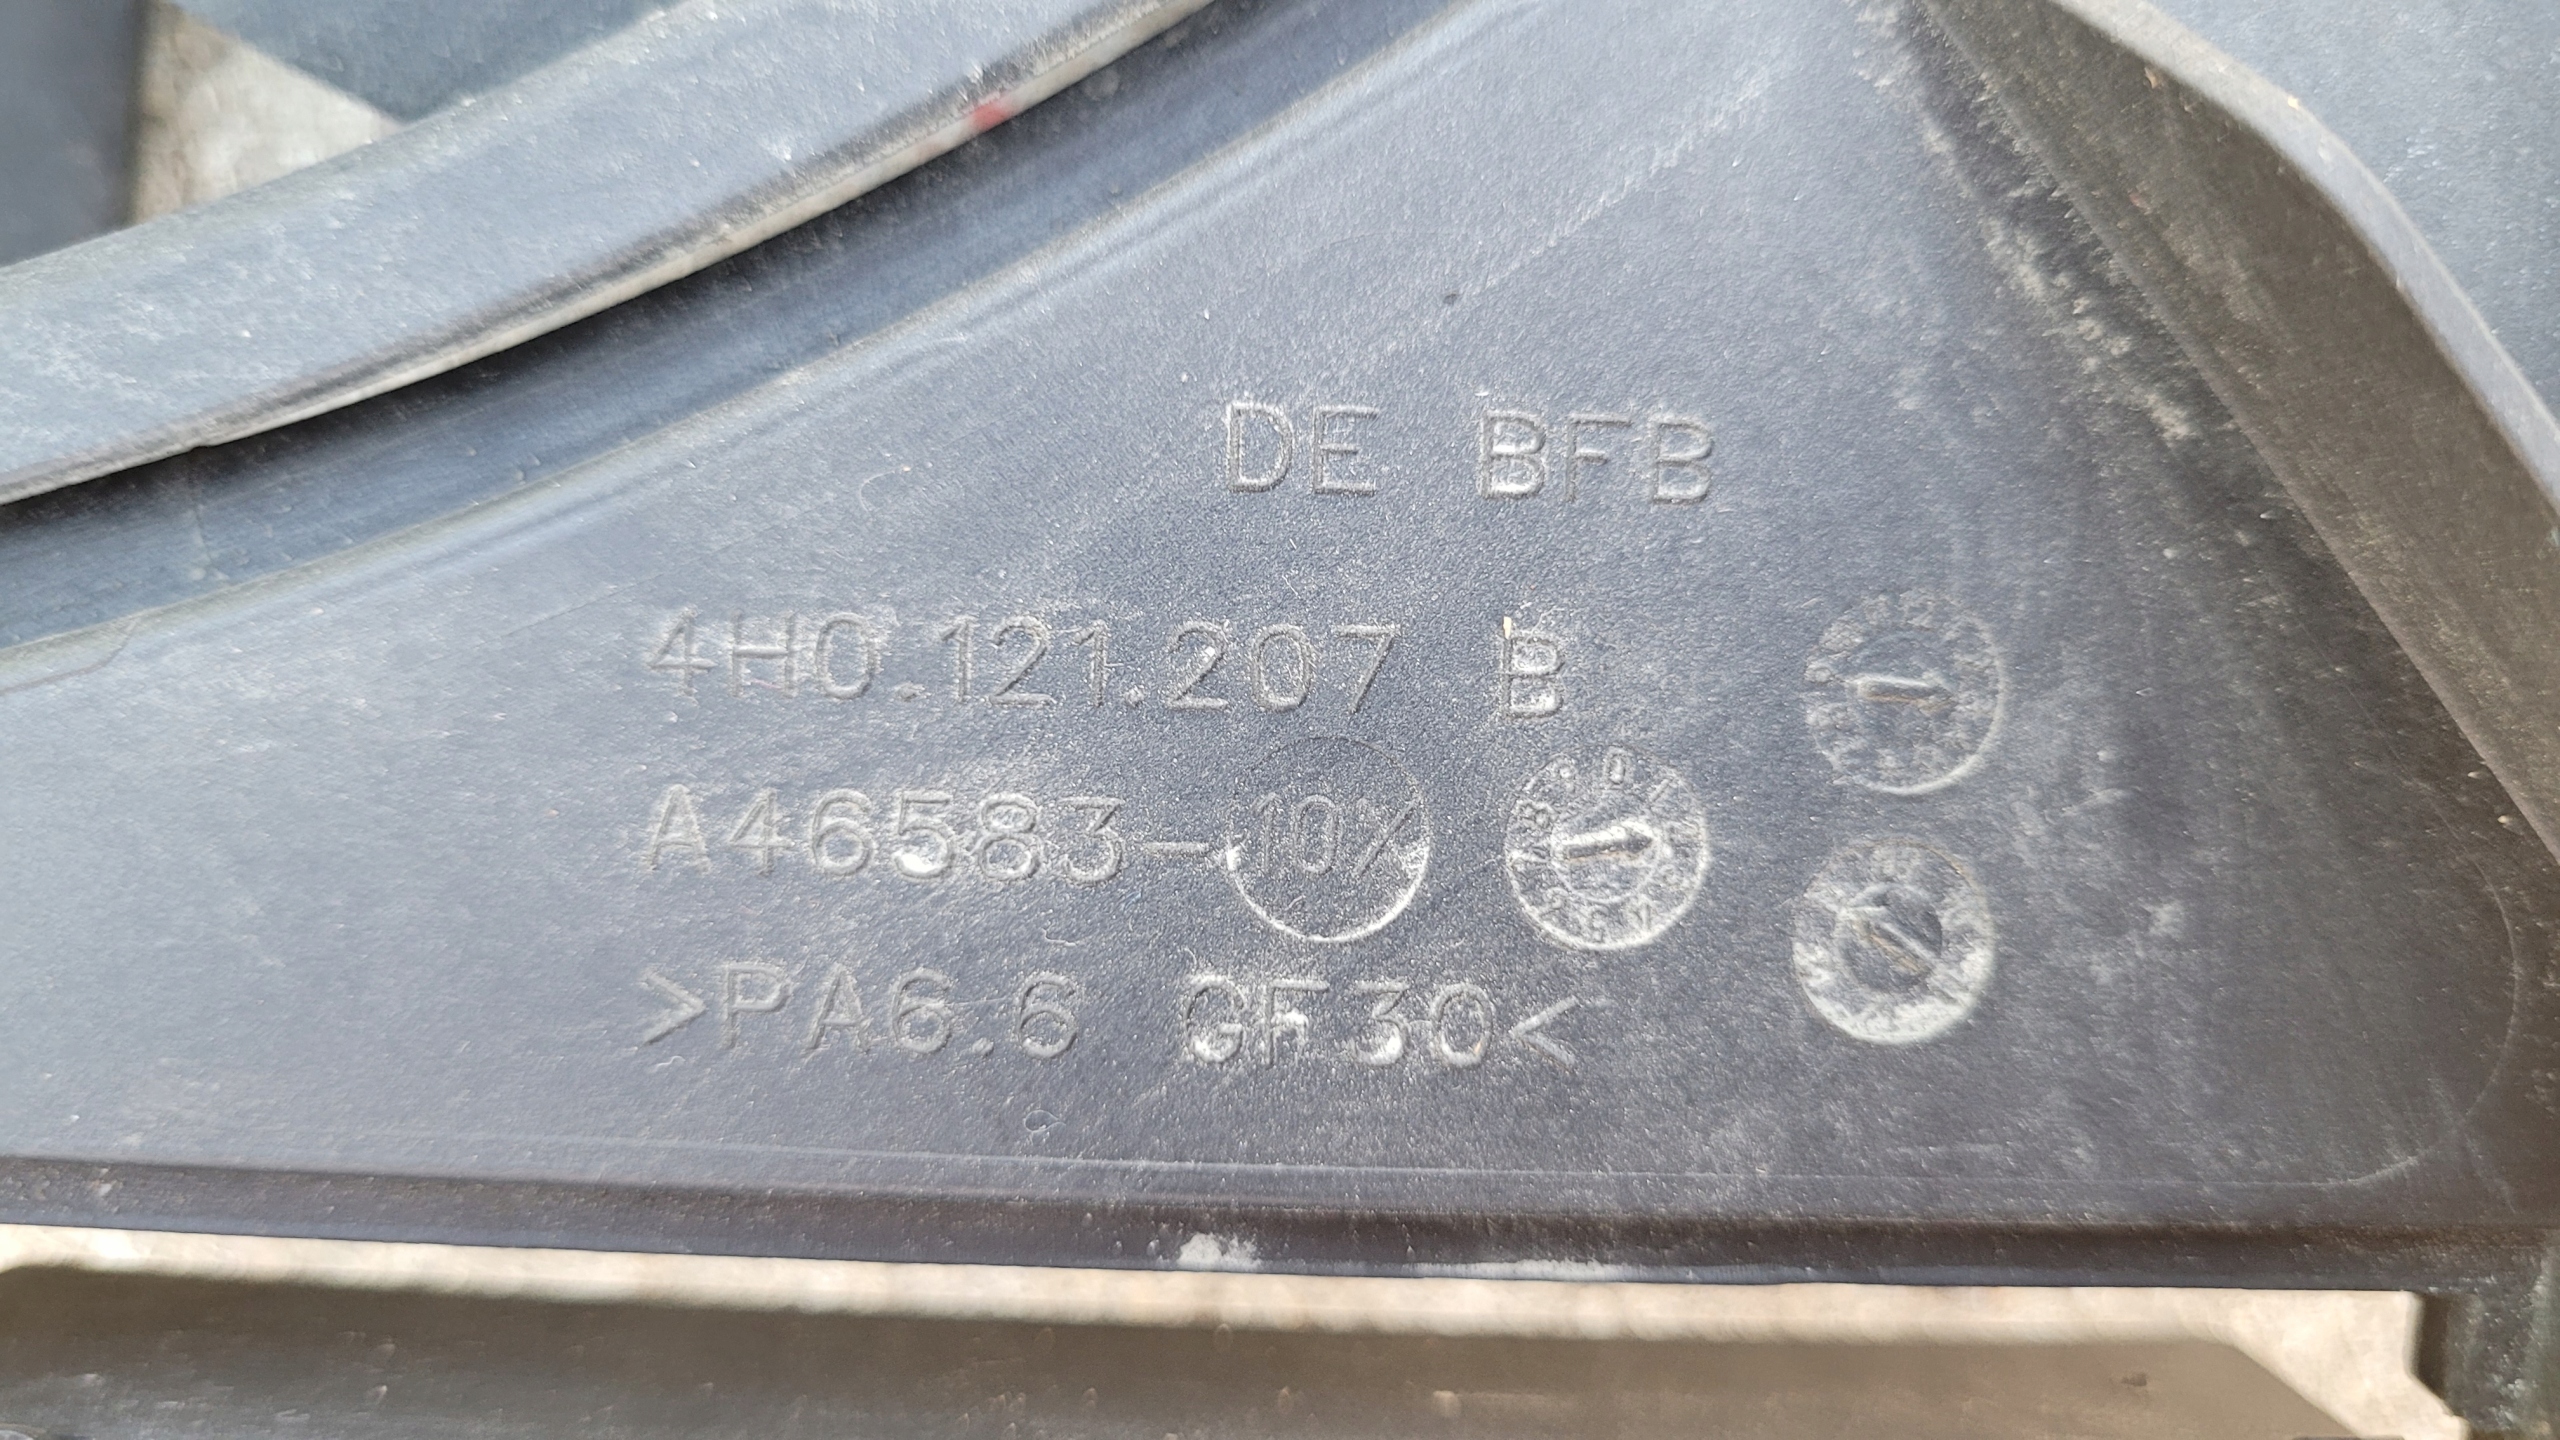 DE BFB
4H0.121.207 B
A46583-10%
>PA6.6 GF30<